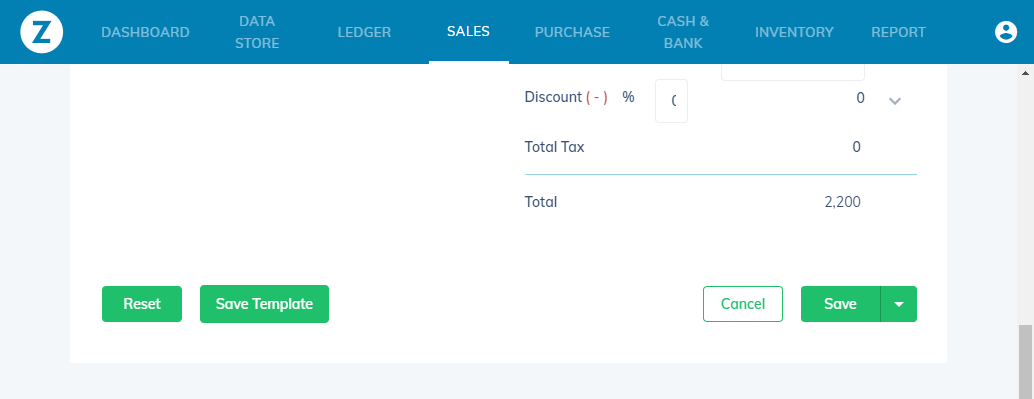 Z
DASHBOARD
DATA
STORE
LEDGER
SALES
PURCHASE
CASH &
BANK
INVENTORY
REPORT
Discount ( - ) % 0 0
Total Tax 0
Total 2,200
Reset Save Template Cancel Save